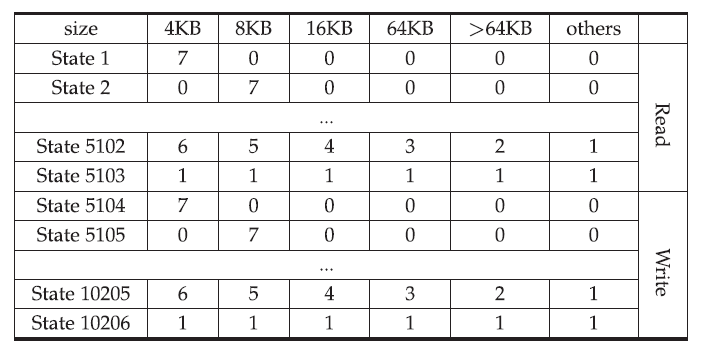 size 4KB 8KB 16KB 64KB >64KB others
State 1 7 0 0 0 0 0
State 2 0 7 0 0 0 0
...
State 5102 6 5 4 3 2 1
State 5103 1 1 1 1 1 1
Read
State 5104 7 0 0 0 0 0
State 5105 0 7 0 0 0 0
...
State 10205 6 5 4 3 2 1
State 10206 1 1 1 1 1 1
Write